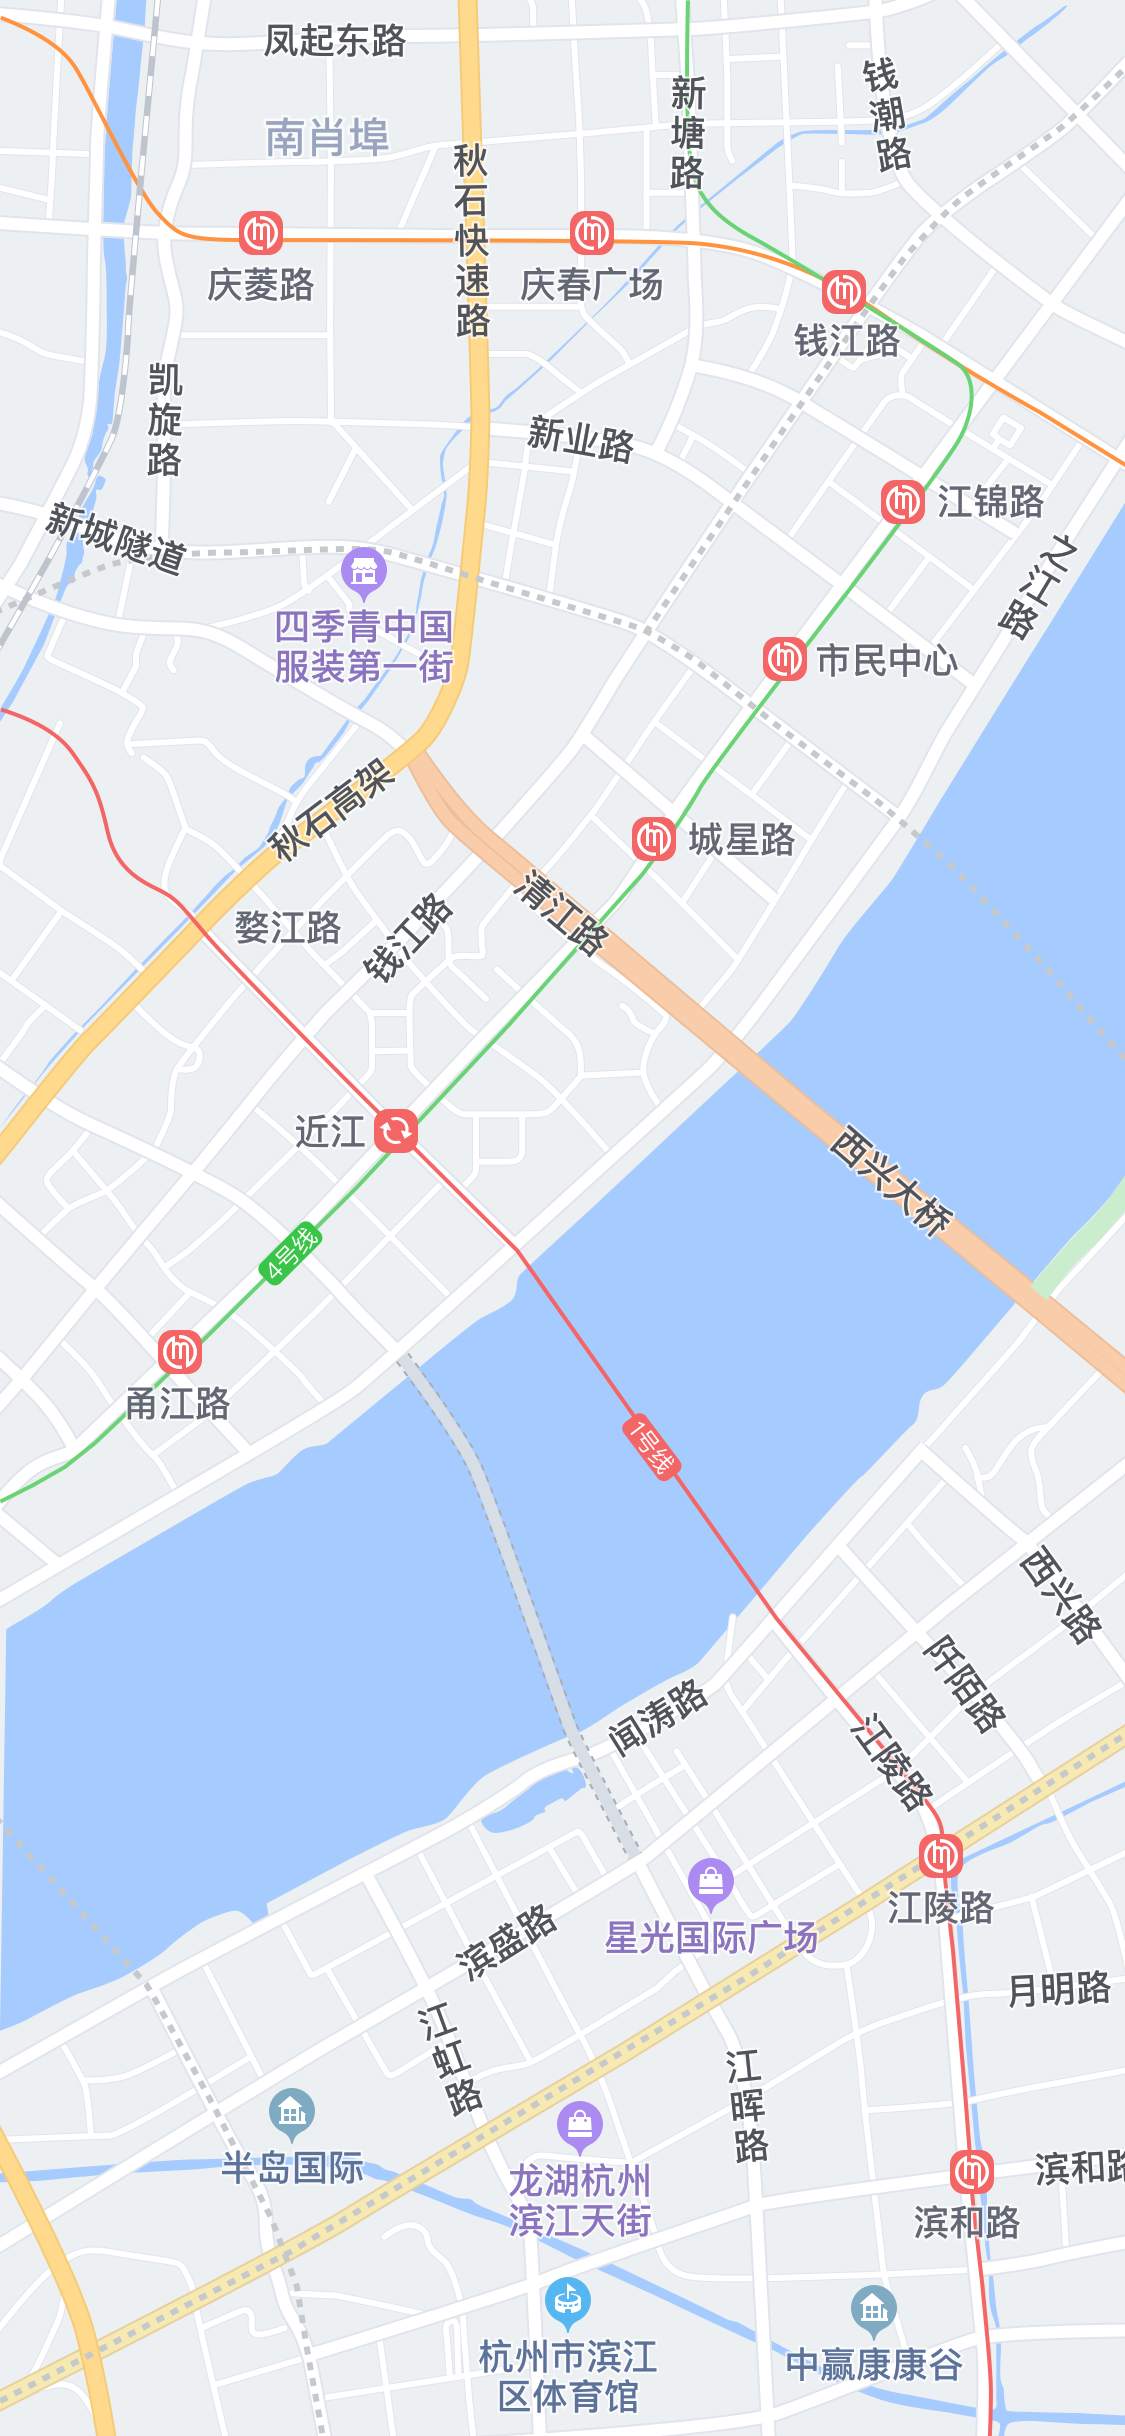 凤起东路
钱潮路
新塘路
南肖埠
秋石快速路
庆菱路
庆春广场
钱江路
凯旋路
新业路
江锦路
新城隧道
之江路
四季青中国
服装第一街
市民中心
秋石高架
城星路
清江路
婺江路
钱江路
近江
西兴大桥
4号线
甬江路
1号线
西兴路
阡陌路
闻涛路
江陵路
江陵路
星光国际广场
滨盛路
月明路
江虹路
江晖路
半岛国际
龙湖杭州
滨江天街
滨和路
滨和路
杭州市滨江
区体育馆
中赢康康谷